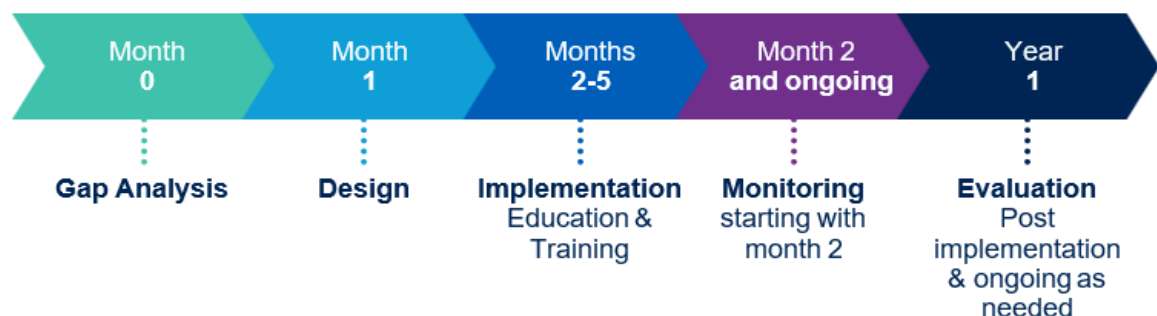 Month
0
Month
1
Months
2-5
Month 2
and ongoing
Year
1
Gap Analysis
Design
Implementation
Education &
Training
Monitoring
starting with
month 2
Evaluation
Post
implementation
& ongoing as
needed